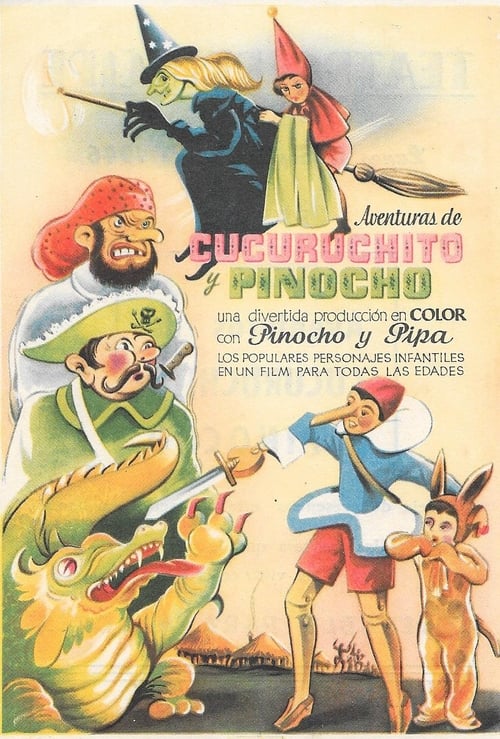 Aventuras de
CUCURUCHITO
y PINOCHO
una divertida producción en COLOR
con Pinocho y Pipa
LOS POPULARES PERSONAJES INFANTILES
EN UN FILM PARA TODAS LAS EDADES